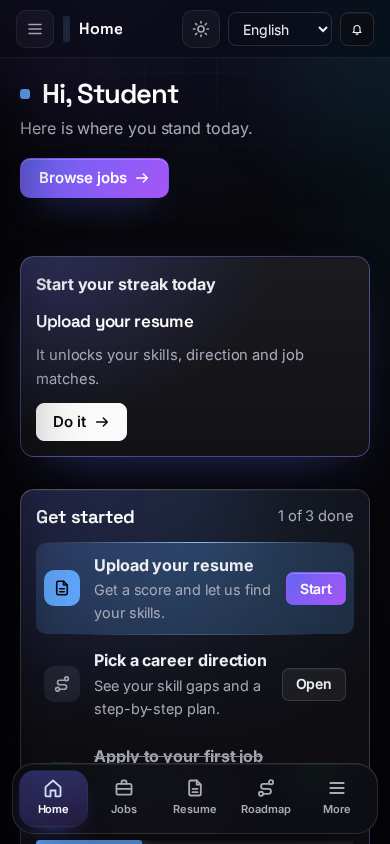 Home
English
Hi, Student
Here is where you stand today.
Browse jobs →
Start your streak today
Upload your resume
It unlocks your skills, direction and job
matches.
Do it →
Get started
1 of 3 done
Upload your resume
Get a score and let us find
your skills.
Start
Pick a career direction
See your skill gaps and a
step-by-step plan.
Open
Apply to your first job
Home
Jobs
Resume
Roadmap
More